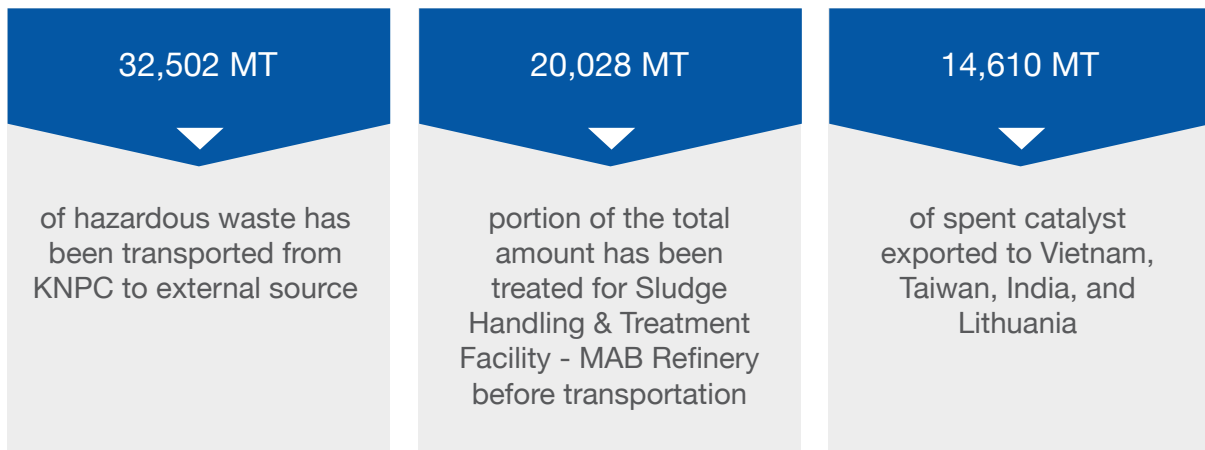 32,502 MT
of hazardous waste has
been transported from
KNPC to external source
20,028 MT
portion of the total
amount has been
treated for Sludge
Handling & Treatment
Facility - MAB Refinery
before transportation
14,610 MT
of spent catalyst
exported to Vietnam,
Taiwan, India, and
Lithuania